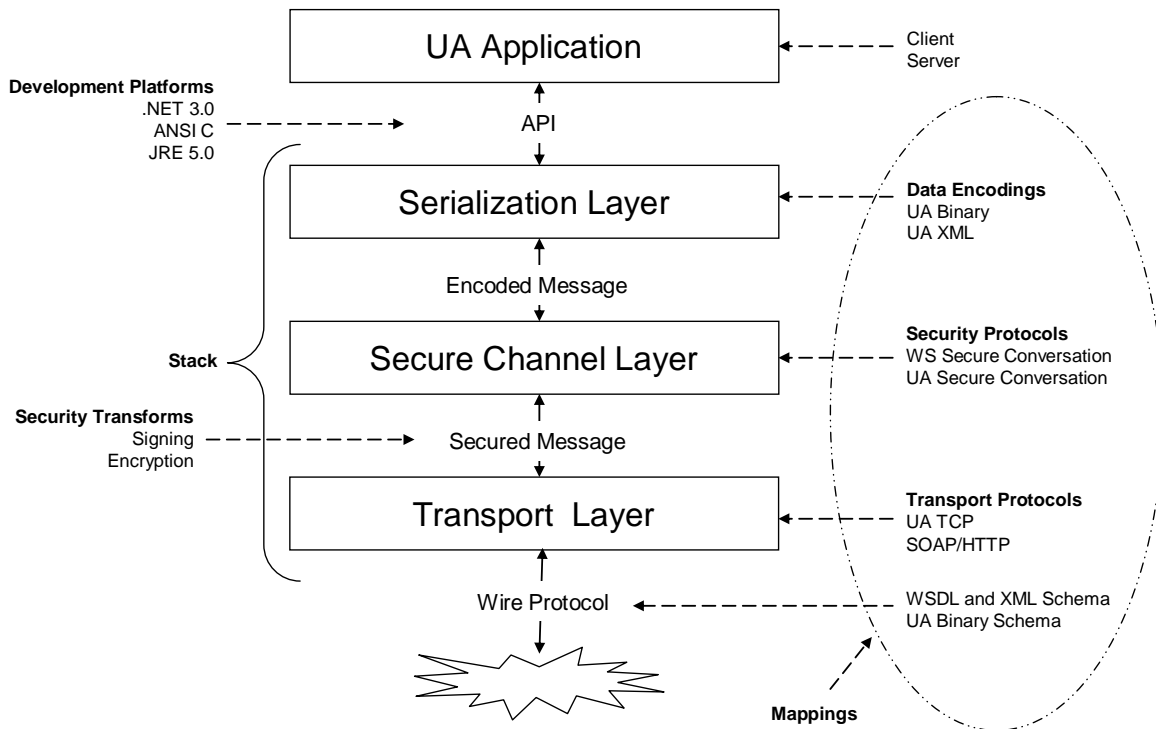 UA Application
Client
Server
Development Platforms
.NET 3.0
ANSI C
JRE 5.0
API
Serialization Layer
Data Encodings
UA Binary
UA XML
Encoded Message
Stack
Secure Channel Layer
Security Protocols
WS Secure Conversation
UA Secure Conversation
Security Transforms
Signing
Encryption
Secured Message
Transport Layer
Transport Protocols
UA TCP
SOAP/HTTP
Wire Protocol
WSDL and XML Schema
UA Binary Schema
Mappings